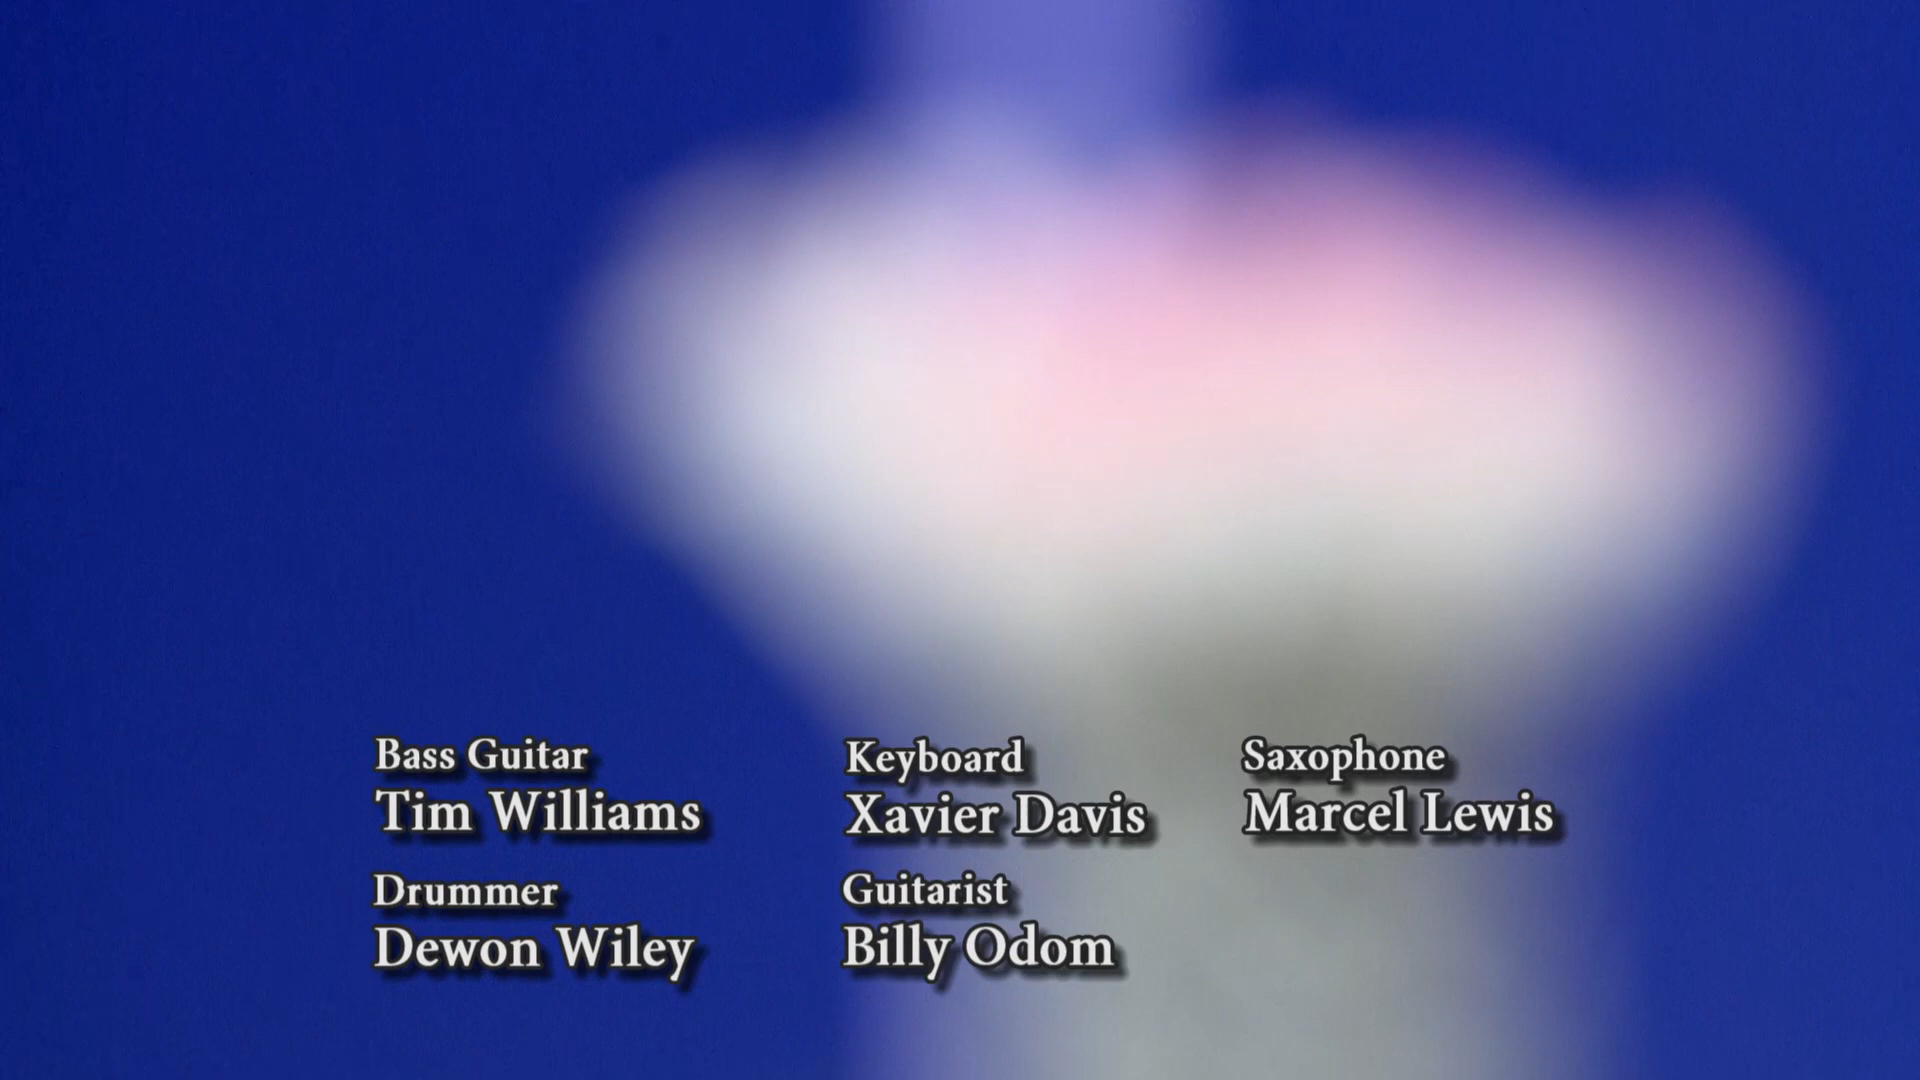 Bass Guitar
Tim Williams
Keyboard
Xavier Davis
Saxophone
Marcel Lewis
Drummer
Dewon Wiley
Guitarist
Billy Odom